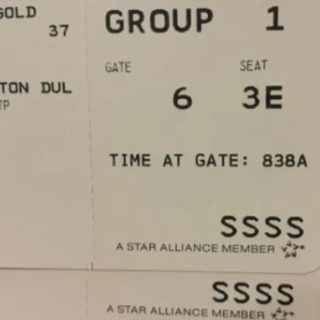 GOLD
37
TON DUL
GROUP 1
GATE SEAT
6 3E
TIME AT GATE: 838A
SSSS
A STAR ALLIANCE MEMBER
SSSS
A STAR ALLIANCE MEMBER